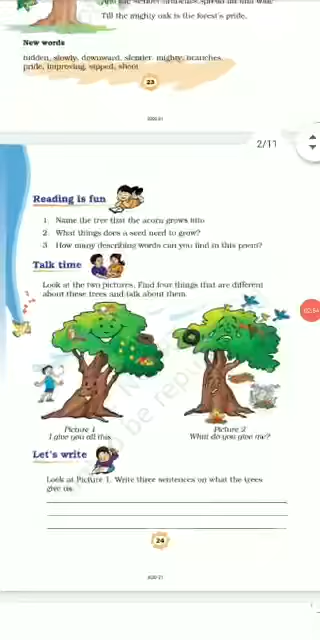 Till the mighty oak is the forest's pride.
New words
hidden, slowly, downward, slender, mighty, branches,
pride, improving, sipped, shoot
23
2020-21
2/11
Reading is fun
1. Name the tree that the acorn grows into.
2. What things does a seed need to grow?
3. How many describing words can you find in this poem?
Talk time
Look at the two pictures. Find four things that are different
about these trees and talk about them.
Picture 1
I give you all this.
Picture 2
What do you give me?
Let's write
Look at Picture 1. Write three sentences on what the trees
give us.
24
2020-21